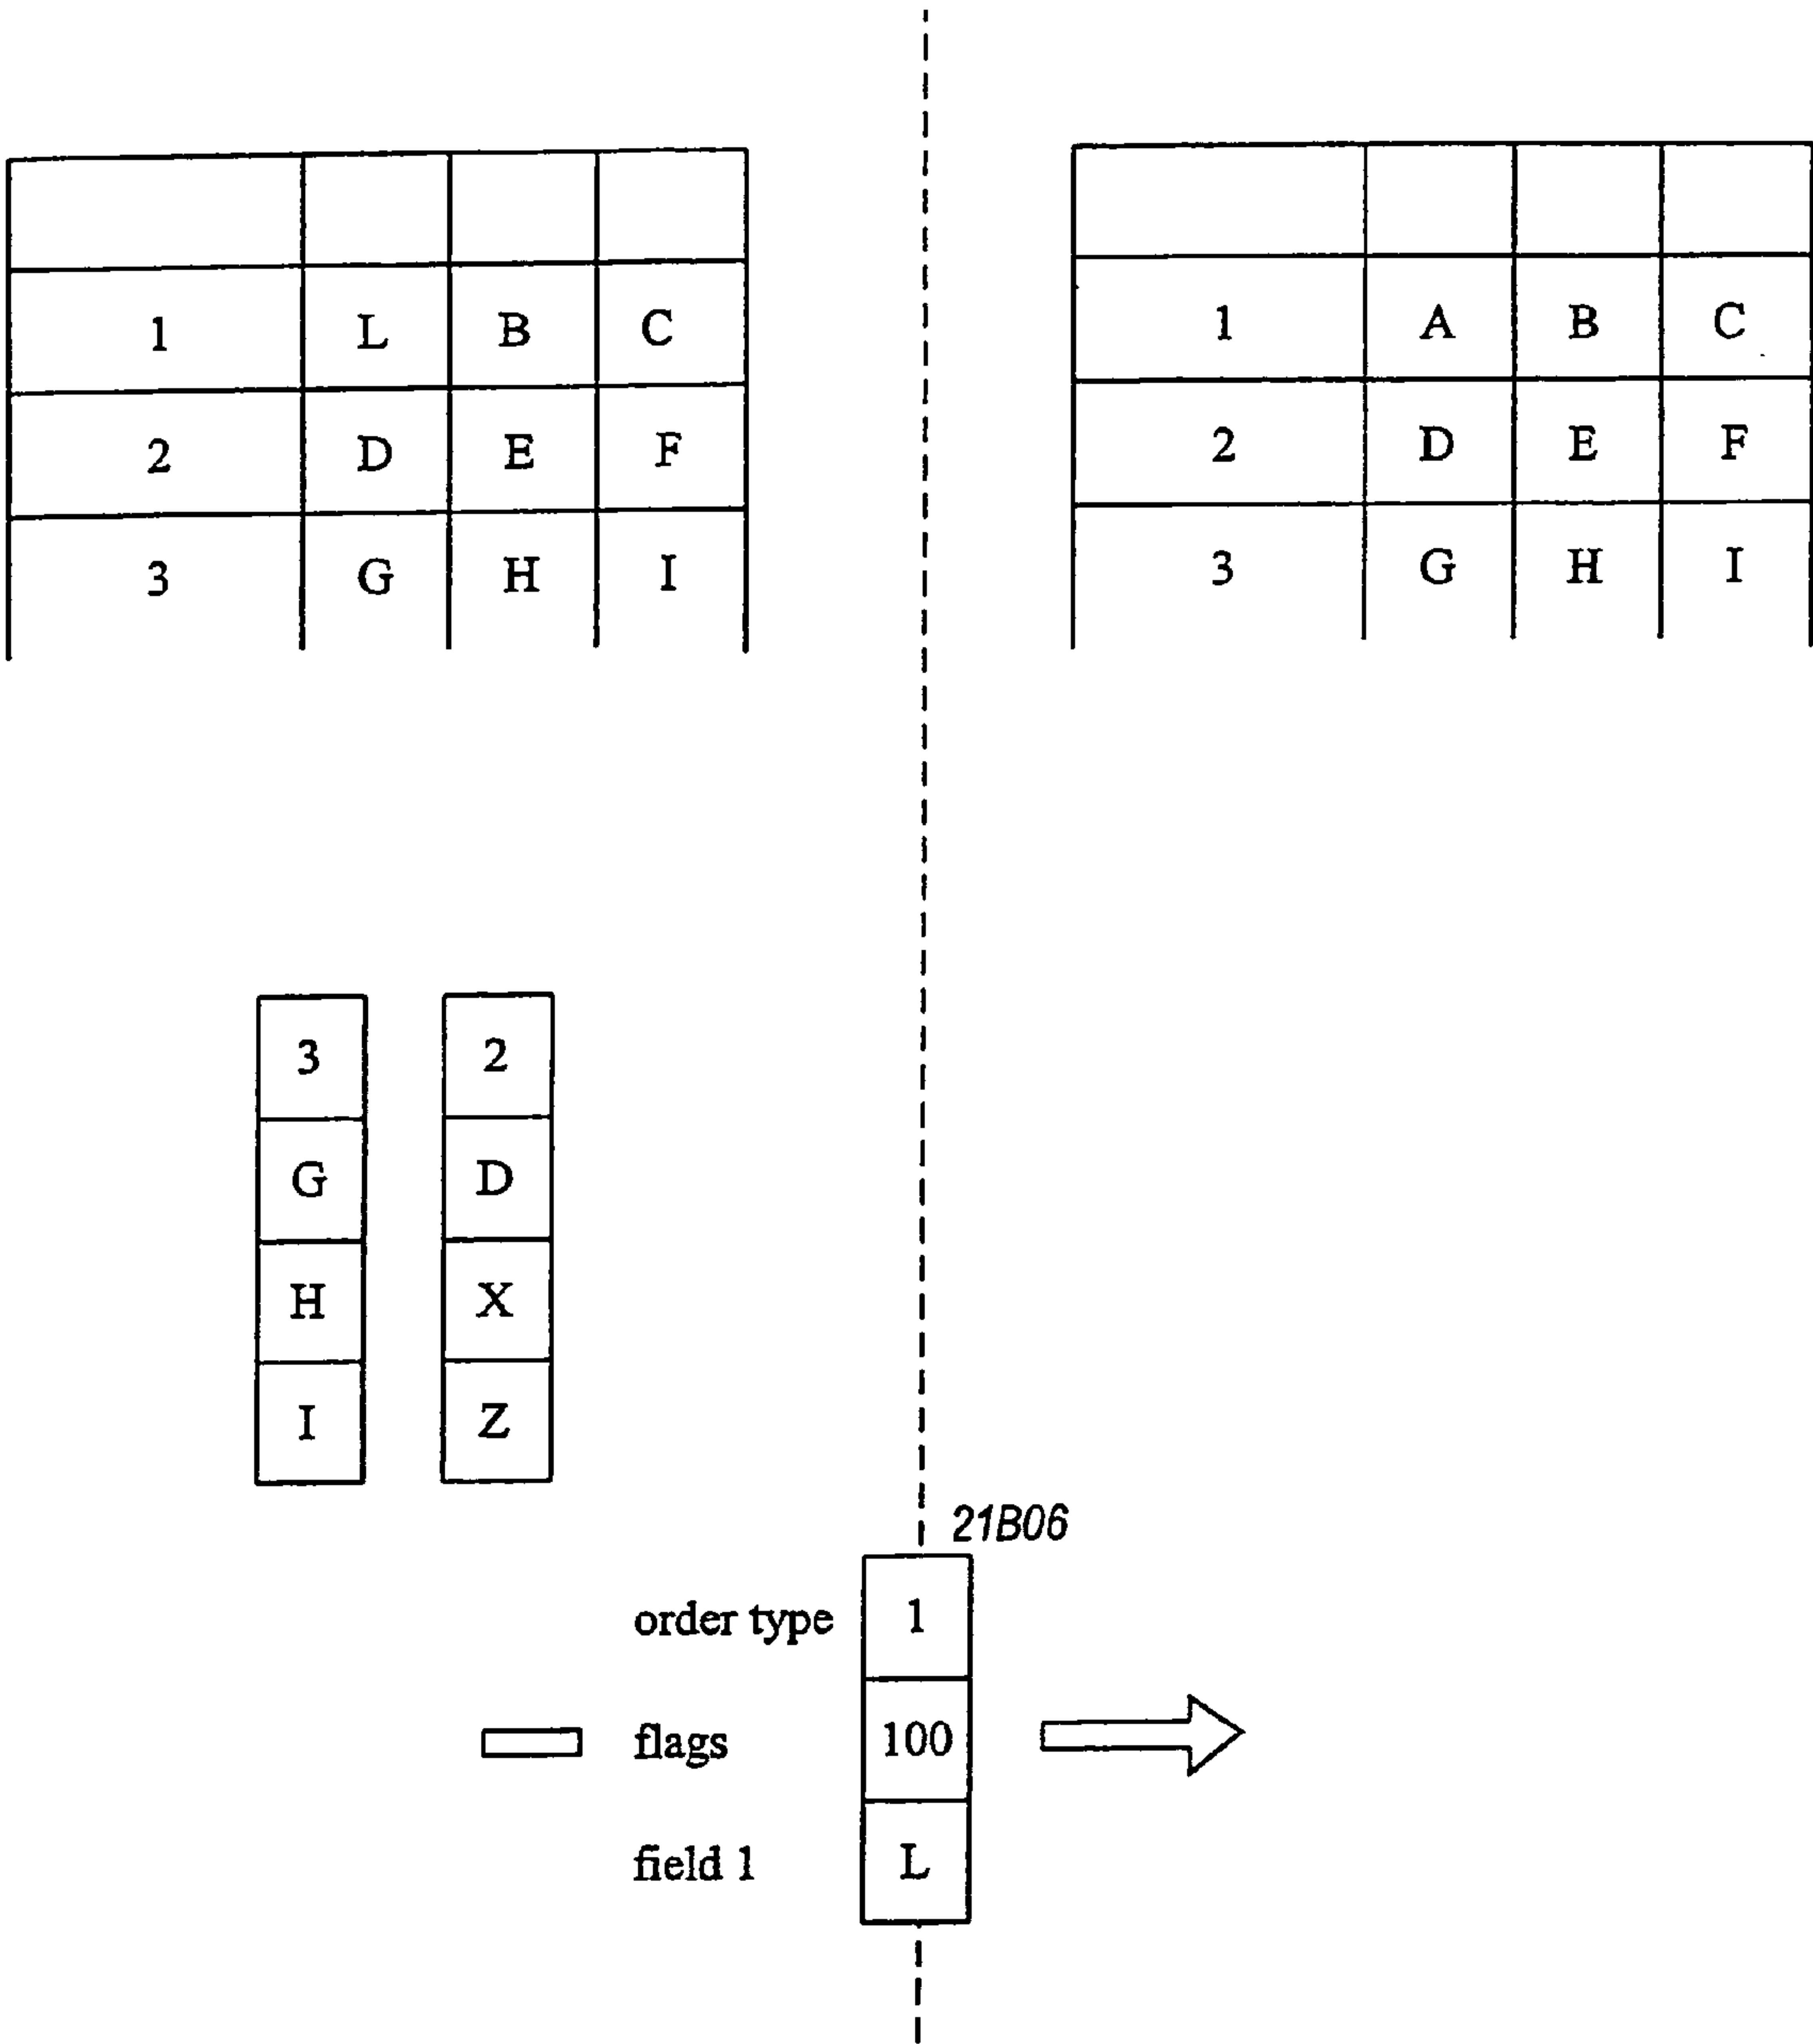 1 L B C
2 D E F
3 G H I
1 A B C
2 D E F
3 G H I
3
G
H
I
2
D
X
Z
21B06
order type 1
flags 100
field 1 L